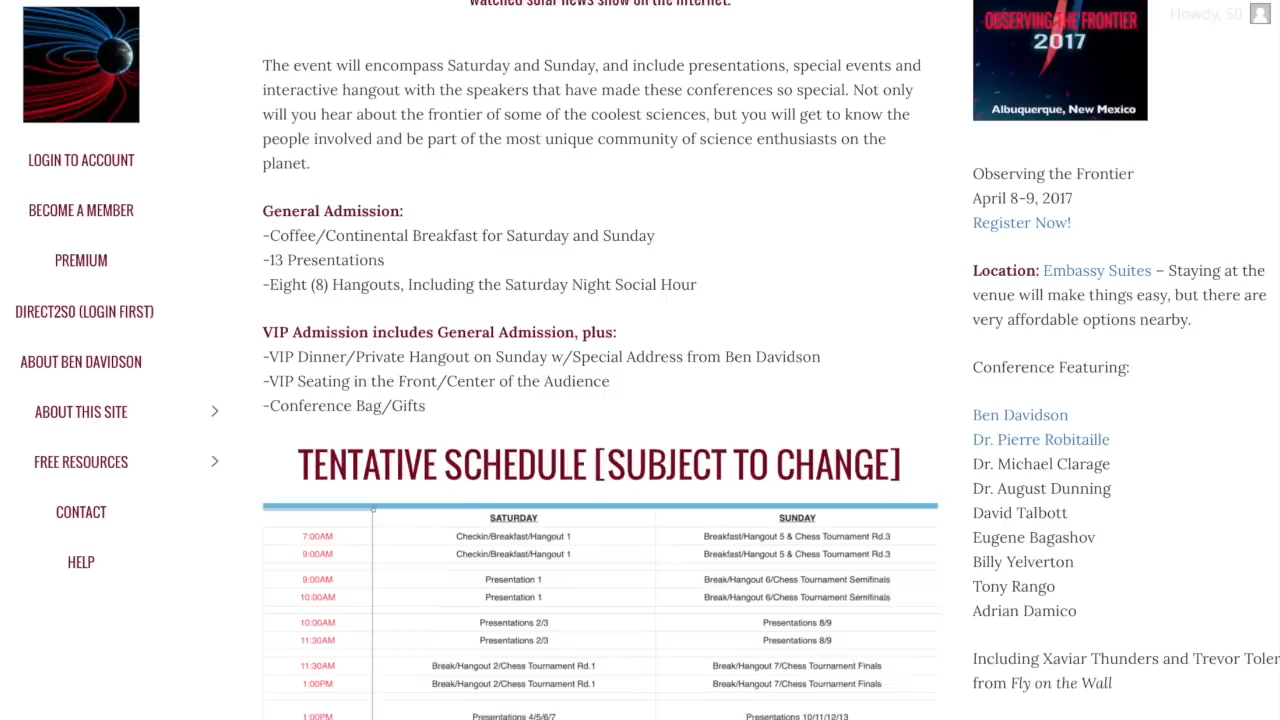 watched solar news show on the internet.
OBSERVING THE FRONTIER
2017
Albuquerque, New Mexico
Howdy, S0
LOGIN TO ACCOUNT
BECOME A MEMBER
PREMIUM
DIRECT2S0 (LOGIN FIRST)
ABOUT BEN DAVIDSON
ABOUT THIS SITE
FREE RESOURCES
CONTACT
HELP
The event will encompass Saturday and Sunday, and include presentations, special events and
interactive hangout with the speakers that have made these conferences so special. Not only
will you hear about the frontier of some of the coolest sciences, but you will get to know the
people involved and be part of the most unique community of science enthusiasts on the
planet.
General Admission:
-Coffee/Continental Breakfast for Saturday and Sunday
-13 Presentations
-Eight (8) Hangouts, Including the Saturday Night Social Hour
VIP Admission includes General Admission, plus:
-VIP Dinner/Private Hangout on Sunday w/Special Address from Ben Davidson
-VIP Seating in the Front/Center of the Audience
-Conference Bag/Gifts
TENTATIVE SCHEDULE [SUBJECT TO CHANGE]
SATURDAY SUNDAY
7:00AM Checkin/Breakfast/Hangout 1 Breakfast/Hangout 5 & Chess Tournament Rd.3
9:00AM Checkin/Breakfast/Hangout 1 Breakfast/Hangout 5 & Chess Tournament Rd.3
9:00AM Presentation 1 Break/Hangout 6/Chess Tournament Semifinals
10:00AM Presentation 1 Break/Hangout 6/Chess Tournament Semifinals
10:00AM Presentations 2/3 Presentations 8/9
11:30AM Presentations 2/3 Presentations 8/9
11:30AM Break/Hangout 2/Chess Tournament Rd.1 Break/Hangout 7/Chess Tournament Finals
1:00PM Break/Hangout 2/Chess Tournament Rd.1 Break/Hangout 7/Chess Tournament Finals
1:00PM Presentations 4/5/6/7 Presentations 10/11/12/13
Observing the Frontier
April 8-9, 2017
Register Now!
Location: Embassy Suites – Staying at the
venue will make things easy, but there are
very affordable options nearby.
Conference Featuring:
Ben Davidson
Dr. Pierre Robitaille
Dr. Michael Clarage
Dr. August Dunning
David Talbott
Eugene Bagashov
Billy Yelverton
Tony Rango
Adrian Damico
Including Xaviar Thunders and Trevor Toler
from Fly on the Wall